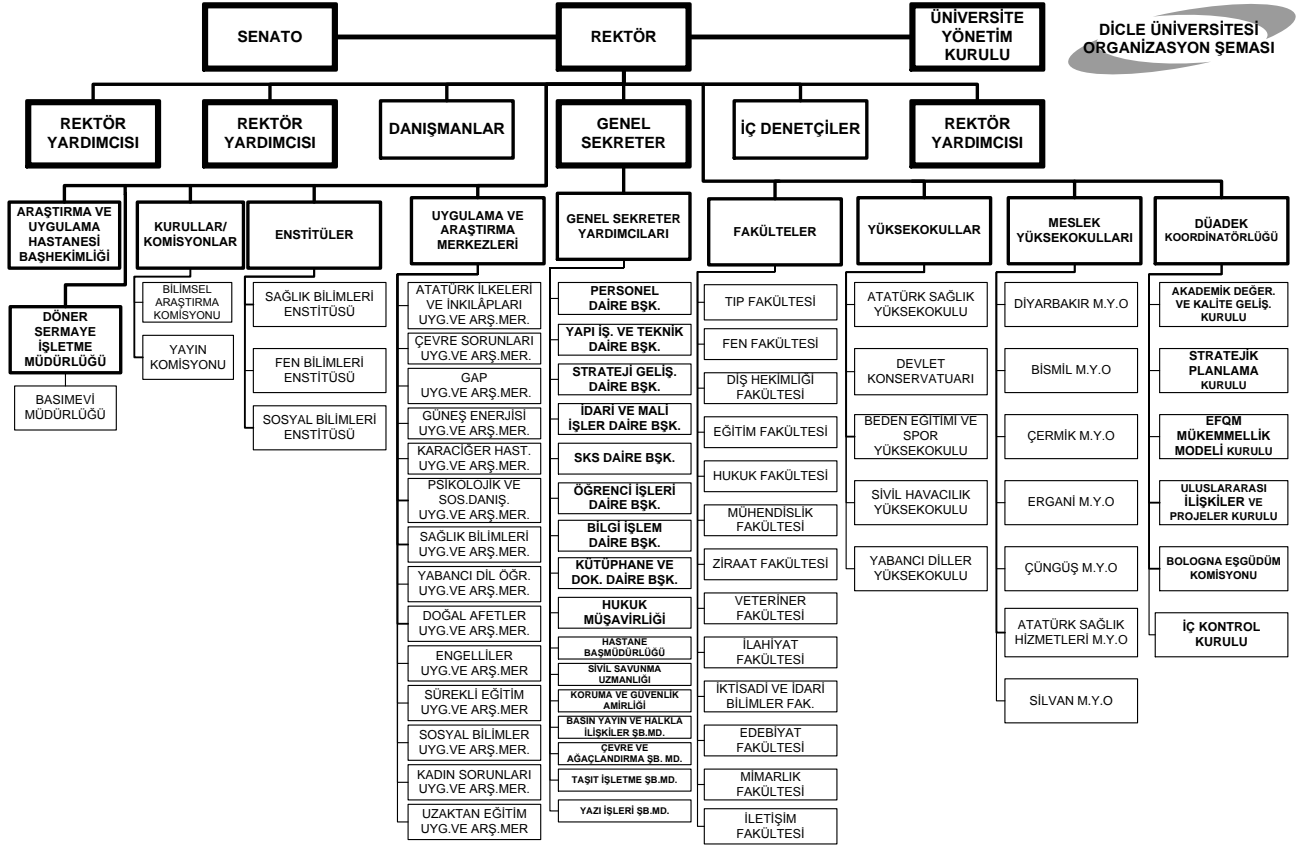 SENATO
REKTÖR
ÜNİVERSİTE
YÖNETİM
KURULU
DİCLE ÜNİVERSİTESİ
ORGANİZASYON ŞEMASI
REKTÖR
YARDIMCISI
REKTÖR
YARDIMCISI
DANIŞMANLAR
GENEL
SEKRETER
İÇ DENETÇİLER
REKTÖR
YARDIMCISI
ARAŞTIRMA VE
UYGULAMA
HASTANESİ
BAŞHEKİMLİĞİ
DÖNER
SERMAYE
İŞLETME
MÜDÜRLÜĞÜ
BASIMEVİ
MÜDÜRLÜĞÜ
KURULLAR/
KOMİSYONLAR
BİLİMSEL
ARAŞTIRMA
KOMİSYONU
YAYIN
KOMİSYONU
ENSTİTÜLER
SAĞLIK BİLİMLERİ
ENSTİTÜSÜ
FEN BİLİMLERİ
ENSTİTÜSÜ
SOSYAL BİLİMLERİ
ENSTİTÜSÜ
UYGULAMA VE
ARAŞTIRMA
MERKEZLERİ
ATATÜRK İLKELERİ
VE İNKILÂPLARI
UYG.VE ARŞ.MER.
ÇEVRE SORUNLARI
UYG.VE ARŞ.MER.
GAP
UYG.VE ARŞ.MER.
GÜNEŞ ENERJİSİ
UYG.VE ARŞ.MER.
KARACİĞER HAST.
UYG.VE ARŞ.MER.
PSİKOLOJİK VE
SOS.DANIŞ.
UYG.VE ARŞ.MER.
SAĞLIK BİLİMLERİ
UYG.VE ARŞ.MER.
YABANCI DİL ÖĞR.
UYG.VE ARŞ.MER.
DOĞAL AFETLER
UYG.VE ARŞ.MER.
ENGELLİLER
UYG.VE ARŞ.MER
SÜREKLİ EĞİTİM
UYG.VE ARŞ.MER
SOSYAL BİLİMLER
UYG.VE ARŞ.MER.
KADIN SORUNLARI
UYG.VE ARŞ.MER.
UZAKTAN EĞİTİM
UYG.VE ARŞ.MER
GENEL SEKRETER
YARDIMCILARI
PERSONEL
DAİRE BŞK.
YAPI İŞ. VE TEKNİK
DAİRE BŞK.
STRATEJİ GELİŞ.
DAİRE BŞK.
İDARİ VE MALİ
İŞLER DAİRE BŞK.
SKS DAİRE BŞK.
ÖĞRENCİ İŞLERİ
DAİRE BŞK.
BİLGİ İŞLEM
DAİRE BŞK.
KÜTÜPHANE VE
DOK. DAİRE BŞK.
HUKUK
MÜŞAVİRLİĞİ
HASTANE
BAŞMÜDÜRLÜĞÜ
SİVİL SAVUNMA
UZMANLIĞI
KORUMA VE GÜVENLİK
AMİRLİĞİ
BASIN YAYIN VE HALKLA
İLİŞKİLER ŞB.MD.
ÇEVRE VE
AĞAÇLANDIRMA ŞB. MD.
TAŞIT İŞLETME ŞB.MD.
YAZI İŞLERİ ŞB.MD.
FAKÜLTELER
TIP FAKÜLTESİ
FEN FAKÜLTESİ
DİŞ HEKİMLİĞİ
FAKÜLTESİ
EĞİTİM FAKÜLTESİ
HUKUK FAKÜLTESİ
MÜHENDİSLİK
FAKÜLTESİ
ZİRAAT FAKÜLTESİ
VETERİNER
FAKÜLTESİ
İLAHİYAT
FAKÜLTESİ
İKTİSADİ VE İDARİ
BİLİMLER FAK.
EDEBİYAT
FAKÜLTESİ
MİMARLIK
FAKÜLTESİ
İLETİŞİM
FAKÜLTESİ
YÜKSEKOKULLAR
ATATÜRK SAĞLIK
YÜKSEKOKULU
DEVLET
KONSERVATUARI
BEDEN EĞİTİMİ VE
SPOR
YÜKSEKOKULU
SİVİL HAVACILIK
YÜKSEKOKULU
YABANCI DİLLER
YÜKSEKOKULU
MESLEK
YÜKSEKOKULLARI
DİYARBAKIR M.Y.O
BİSMİL M.Y.O
ÇERMİK M.Y.O
ERGANİ M.Y.O
ÇÜNGÜŞ M.Y.O
ATATÜRK SAĞLIK
HİZMETLERİ M.Y.O
SİLVAN M.Y.O
DÜADEK
KOORDİNATÖRLÜĞÜ
AKADEMİK DEĞER.
VE KALİTE GELİŞ.
KURULU
STRATEJİK
PLANLAMA
KURULU
EFQM
MÜKEMMELLİK
MODELİ KURULU
ULUSLARARASI
İLİŞKİLER VE
PROJELER KURULU
BOLOGNA EŞGÜDÜM
KOMİSYONU
İÇ KONTROL
KURULU